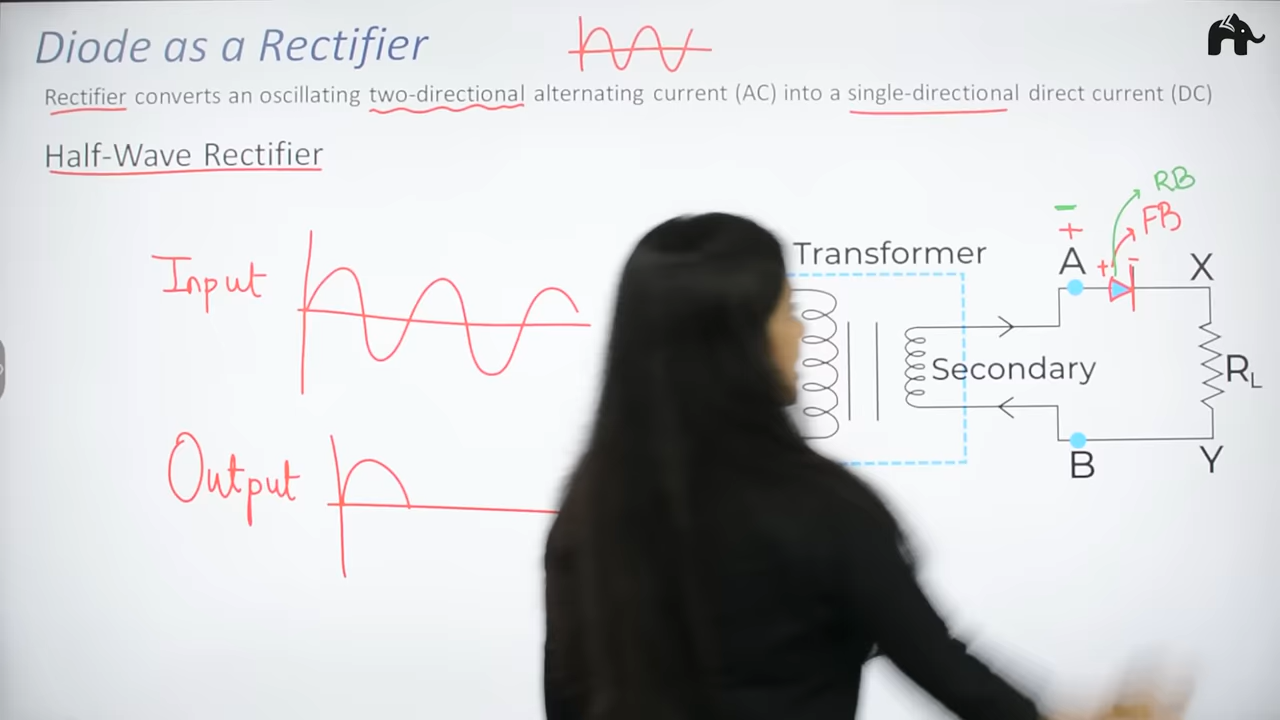 Diode as a Rectifier
Rectifier converts an oscillating two-directional alternating current (AC) into a single-directional direct current (DC)
Half-Wave Rectifier
RB
FB
−
+
Transformer
A
+ −
X
Input
Secondary
R_L
Output
B
Y